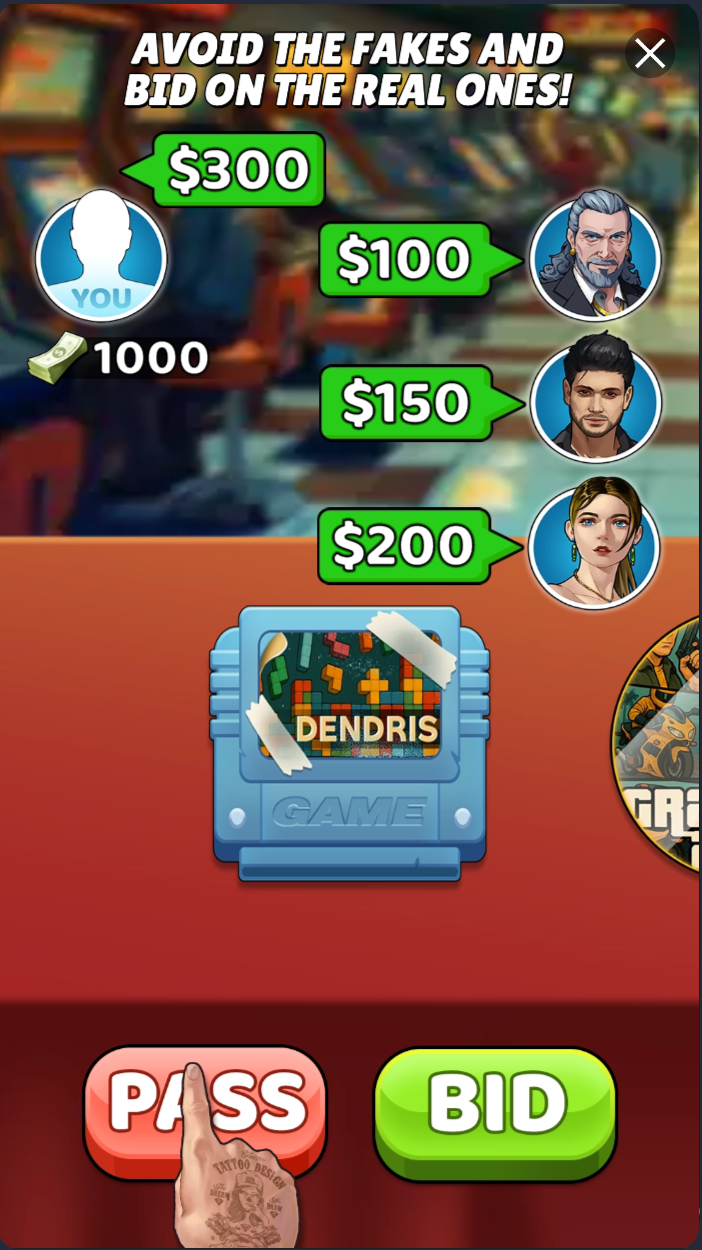 AVOID THE FAKES AND
BID ON THE REAL ONES!
$300
YOU
1000
$100
$150
$200
DENDRIS
GAME
PASS
BID
TATTOO DESIGN